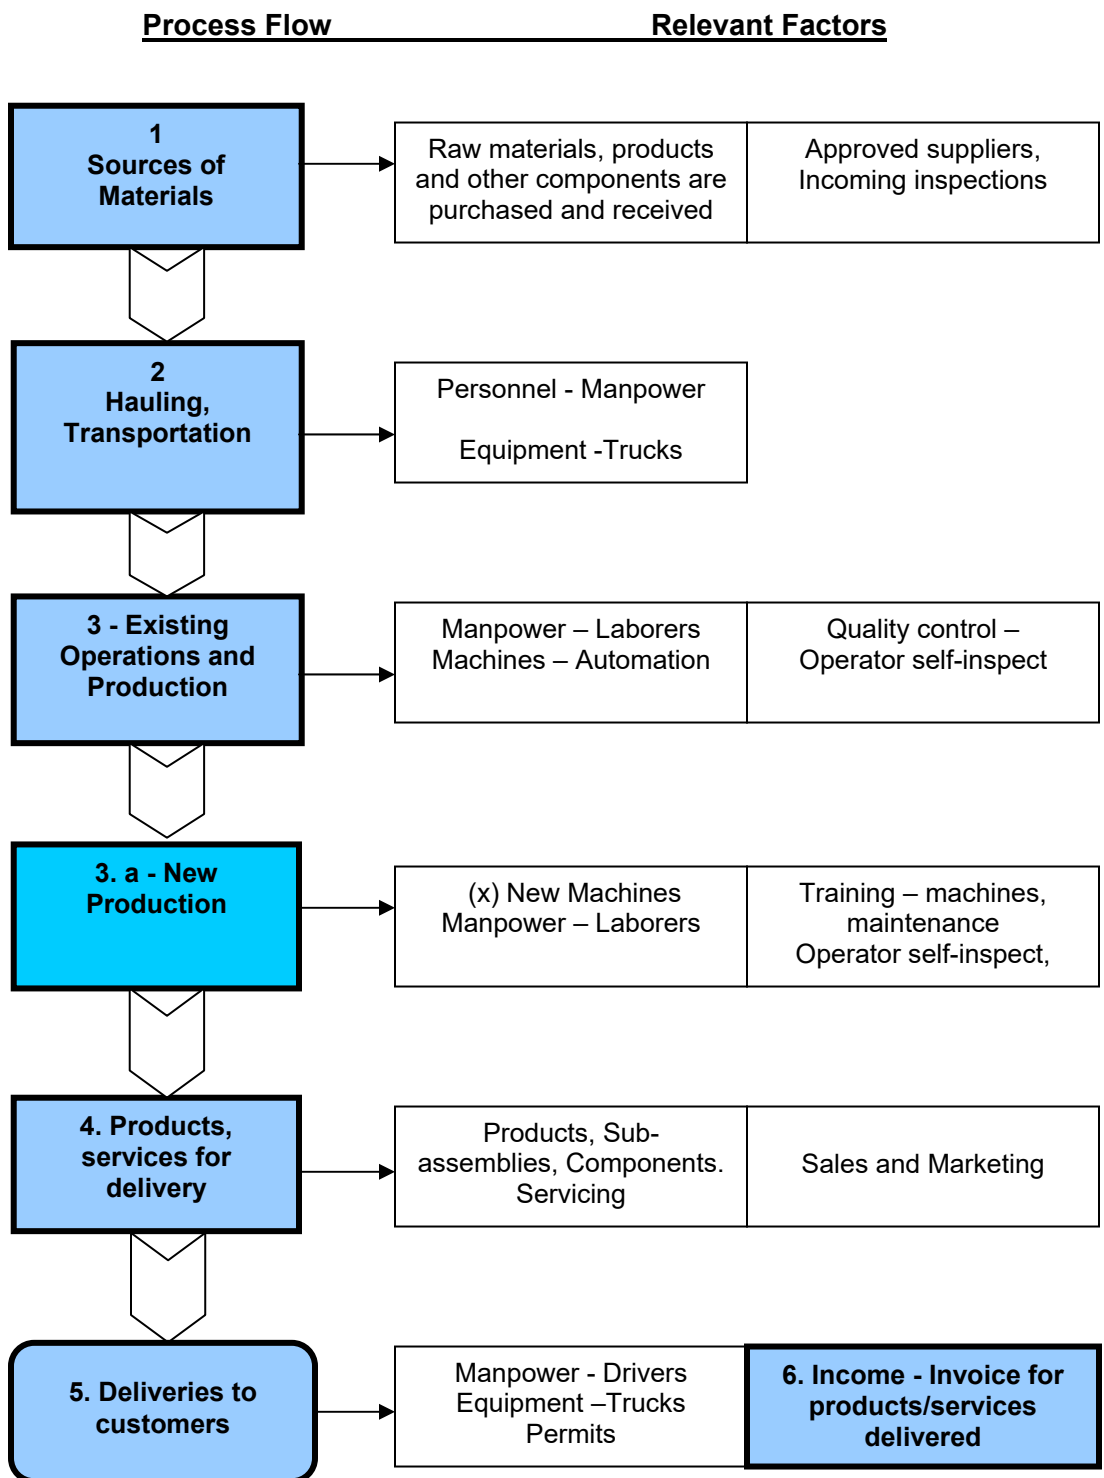 Process Flow
Relevant Factors
1
Sources of
Materials
Raw materials, products
and other components are
purchased and received
Approved suppliers,
Incoming inspections
2
Hauling,
Transportation
Personnel - Manpower
Equipment -Trucks
3 - Existing
Operations and
Production
Manpower – Laborers
Machines – Automation
Quality control –
Operator self-inspect
3. a - New
Production
(x) New Machines
Manpower – Laborers
Training – machines,
maintenance
Operator self-inspect,
4. Products,
services for
delivery
Products, Sub-
assemblies, Components.
Servicing
Sales and Marketing
5. Deliveries to
customers
Manpower - Drivers
Equipment –Trucks
Permits
6. Income - Invoice for
products/services
delivered